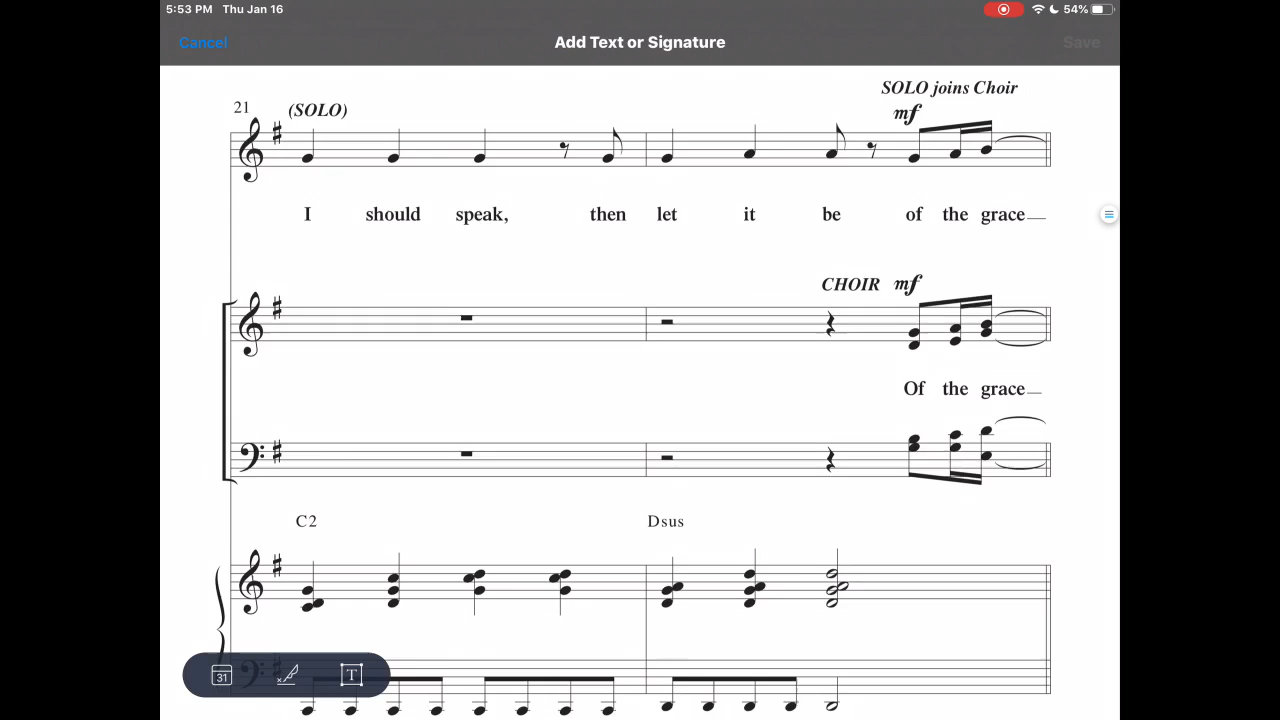 5:53 PM Thu Jan 16 54%
Cancel Add Text or Signature Save
SOLO joins Choir
21 (SOLO) mf
I should speak, then let it be of the grace
CHOIR mf
Of the grace
C2 Dsus
31 T